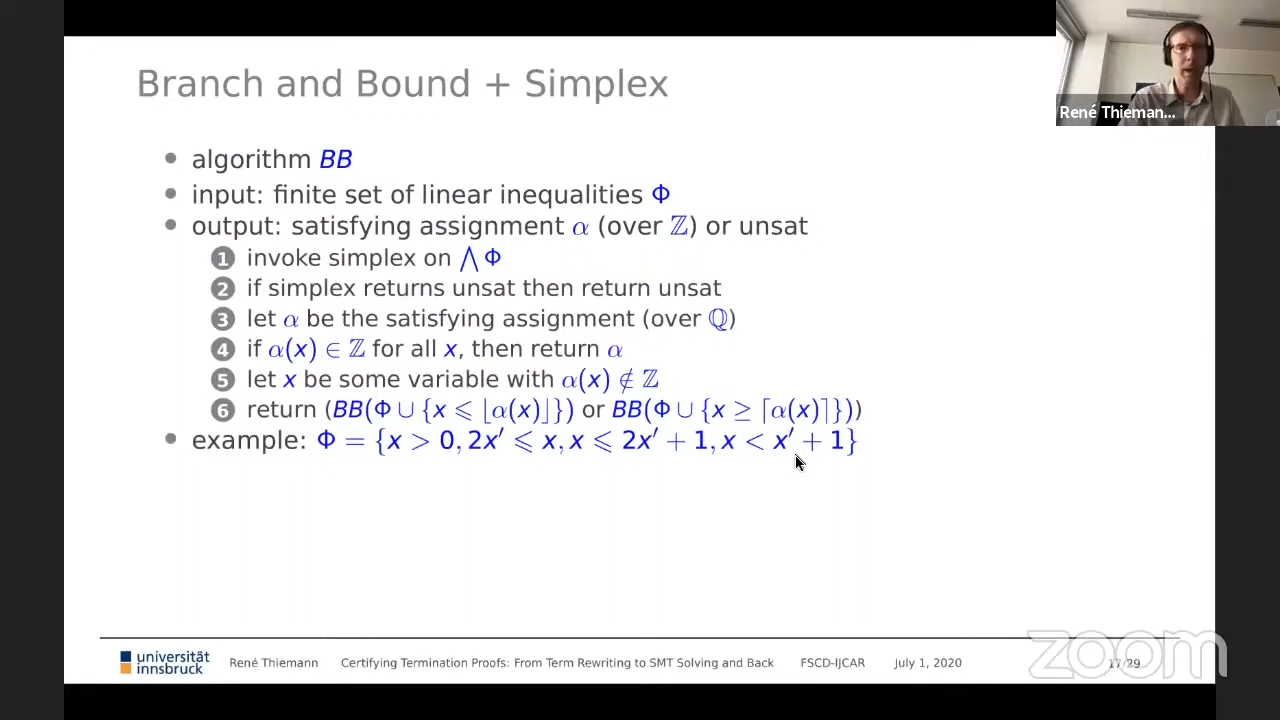 Branch and Bound + Simplex
René Thieman...
• algorithm BB
• input: finite set of linear inequalities Φ
• output: satisfying assignment α (over ℤ) or unsat
1 invoke simplex on ⋀ Φ
2 if simplex returns unsat then return unsat
3 let α be the satisfying assignment (over ℚ)
4 if α(x) ∈ ℤ for all x, then return α
5 let x be some variable with α(x) ∉ ℤ
6 return (BB(Φ ∪ {x ⩽ ⌊α(x)⌋}) or BB(Φ ∪ {x ≥ ⌈α(x)⌉}))
• example: Φ = {x > 0, 2x′ ⩽ x, x ⩽ 2x′ + 1, x < x′ + 1}
universität innsbruck René Thiemann Certifying Termination Proofs: From Term Rewriting to SMT Solving and Back FSCD-IJCAR July 1, 2020 17/29
zoom